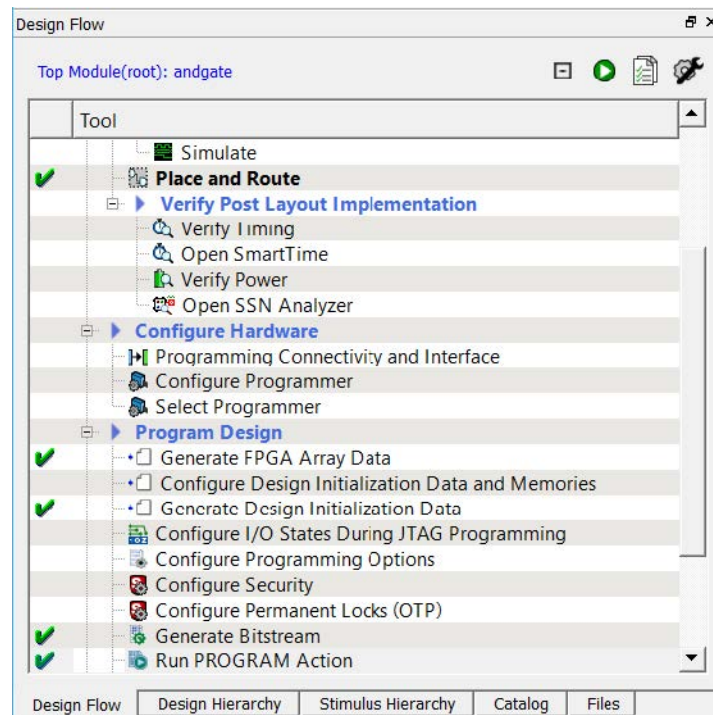 Design Flow
Top Module(root): andgate
Tool
Simulate
Place and Route
Verify Post Layout Implementation
Verify Timing
Open SmartTime
Verify Power
Open SSN Analyzer
Configure Hardware
Programming Connectivity and Interface
Configure Programmer
Select Programmer
Program Design
Generate FPGA Array Data
Configure Design Initialization Data and Memories
Generate Design Initialization Data
Configure I/O States During JTAG Programming
Configure Programming Options
Configure Security
Configure Permanent Locks (OTP)
Generate Bitstream
Run PROGRAM Action
Design Flow Design Hierarchy Stimulus Hierarchy Catalog Files